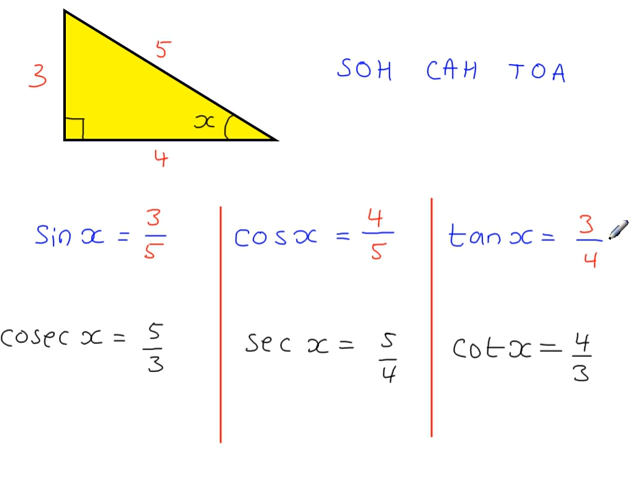 3
5
x
4
SOH CAH TOA
sin x = 3/5
cos x = 4/5
tan x = 3/4
cosec x = 5/3
sec x = 5/4
cot x = 4/3